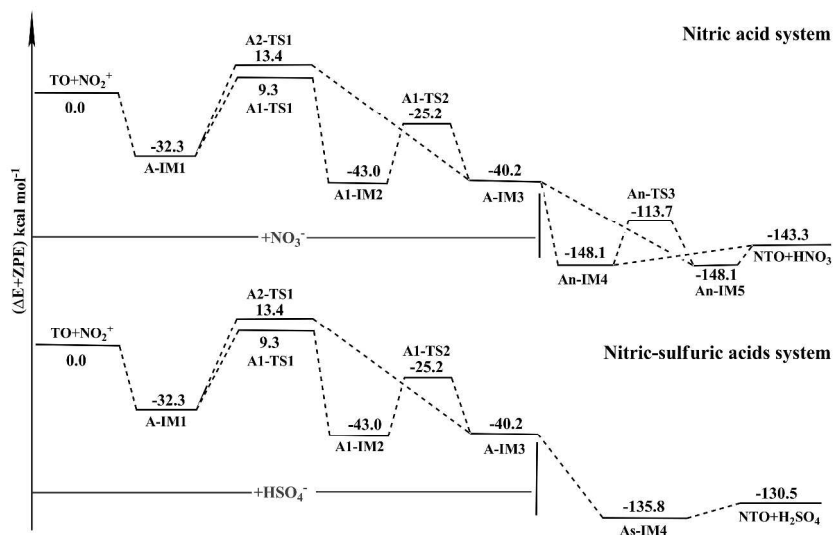 Nitric acid system
A2-TS1
13.4
TO+NO₂⁺
0.0
9.3
A1-TS1
A1-TS2
-25.2
-32.3
A-IM1
-43.0
A1-IM2
-40.2
A-IM3
An-TS3
-113.7
+NO₃⁻
-148.1
An-IM4
-148.1
An-IM5
-143.3
NTO+HNO₃
(ΔE+ZPE) kcal mol⁻¹
Nitric-sulfuric acids system
A2-TS1
13.4
TO+NO₂⁺
0.0
9.3
A1-TS1
A1-TS2
-25.2
-32.3
A-IM1
-43.0
A1-IM2
-40.2
A-IM3
+HSO₄⁻
-135.8
As-IM4
-130.5
NTO+H₂SO₄